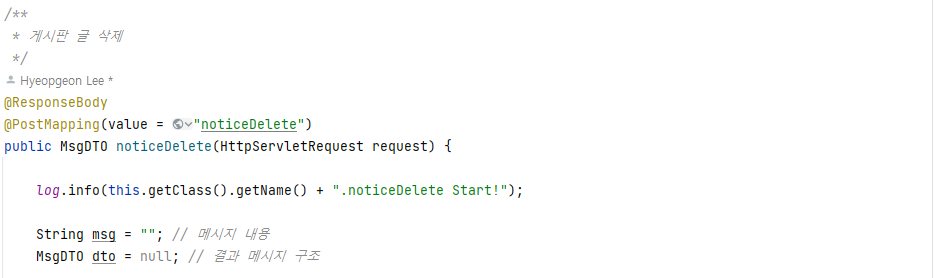 /**
 * 게시판 글 삭제
 */
Hyeopgeon Lee *
@ResponseBody
@PostMapping(value = "noticeDelete")
public MsgDTO noticeDelete(HttpServletRequest request) {
log.info(this.getClass().getName() + ".noticeDelete Start!");
String msg = ""; // 메시지 내용
MsgDTO dto = null; // 결과 메시지 구조